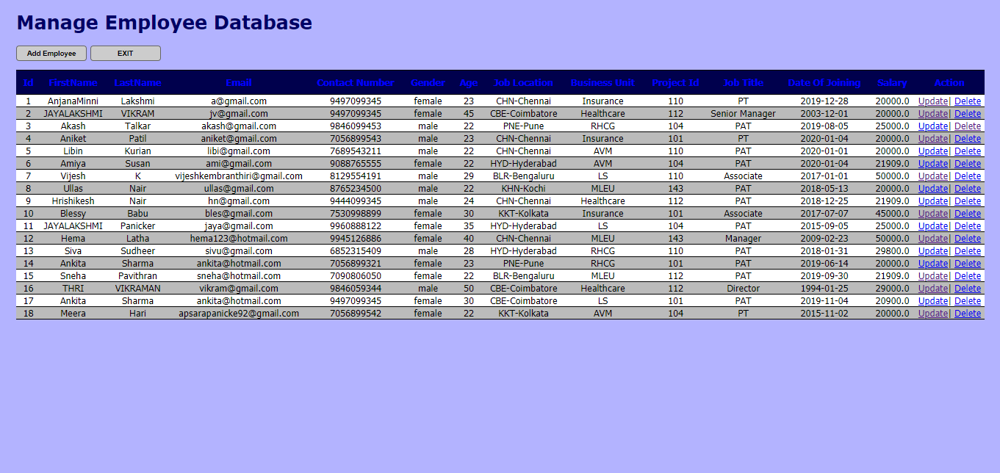 Manage Employee Database
Add Employee EXIT
Id FirstName LastName Email Contact Number Gender Age Job Location Business Unit Project Id Job Title Date Of Joining Salary Action
1 AnjanaMinni Lakshmi a@gmail.com 9497099345 female 23 CHN-Chennai Insurance 110 PT 2019-12-28 20000.0 Update| Delete
2 JAYALAKSHMI VIKRAM jv@gmail.com 9497099345 female 45 CBE-Coimbatore Healthcare 112 Senior Manager 2003-12-01 20000.0 Update| Delete
3 Akash Talkar akash@gmail.com 9846099453 male 22 PNE-Pune RHCG 104 PAT 2019-08-05 25000.0 Update| Delete
4 Aniket Patil aniket@gmail.com 7056899543 male 23 CHN-Chennai Insurance 101 PT 2020-01-04 20000.0 Update| Delete
5 Libin Kurian libi@gmail.com 7689543211 male 22 CHN-Chennai AVM 110 PAT 2020-01-01 20000.0 Update| Delete
6 Amiya Susan ami@gmail.com 9088765555 female 22 HYD-Hyderabad AVM 104 PAT 2020-01-04 21909.0 Update| Delete
7 Vijesh K vijeshkembranthiri@gmail.com 8129554191 male 29 BLR-Bengaluru LS 110 Associate 2017-01-01 50000.0 Update| Delete
8 Ullas Nair ullas@gmail.com 8765234500 male 22 KHN-Kochi MLEU 143 PAT 2018-05-13 20000.0 Update| Delete
9 Hrishikesh Nair hn@gmail.com 9444099345 male 24 CHN-Chennai Healthcare 112 PAT 2018-12-25 21909.0 Update| Delete
10 Blessy Babu bles@gmail.com 7530998899 female 30 KKT-Kolkata Insurance 101 Associate 2017-07-07 45000.0 Update| Delete
11 JAYALAKSHMI Panicker jaya@gmail.com 9960888122 female 35 HYD-Hyderabad LS 104 PAT 2015-09-05 25000.0 Update| Delete
12 Hema Latha hema123@hotmail.com 9945126886 female 40 CHN-Chennai MLEU 143 Manager 2009-02-23 50000.0 Update| Delete
13 Siva Sudheer sivu@gmail.com 6852315409 male 28 HYD-Hyderabad RHCG 110 PAT 2018-01-31 29800.0 Update| Delete
14 Ankita Sharma ankita@hotmail.com 7056899321 female 23 PNE-Pune RHCG 101 PAT 2019-06-14 20000.0 Update| Delete
15 Sneha Pavithran sneha@hotmail.com 7090806050 female 22 BLR-Bengaluru MLEU 112 PAT 2019-09-30 21909.0 Update| Delete
16 THRI VIKRAMAN vikram@gmail.com 9846059344 male 50 CBE-Coimbatore Healthcare 112 Director 1994-01-25 29000.0 Update| Delete
17 Ankita Sharma ankita@hotmail.com 9497099345 female 30 CBE-Coimbatore LS 101 PAT 2019-11-04 20900.0 Update| Delete
18 Meera Hari apsarapanicke92@gmail.com 7056899542 female 22 KKT-Kolkata AVM 104 PT 2015-11-02 20000.0 Update| Delete